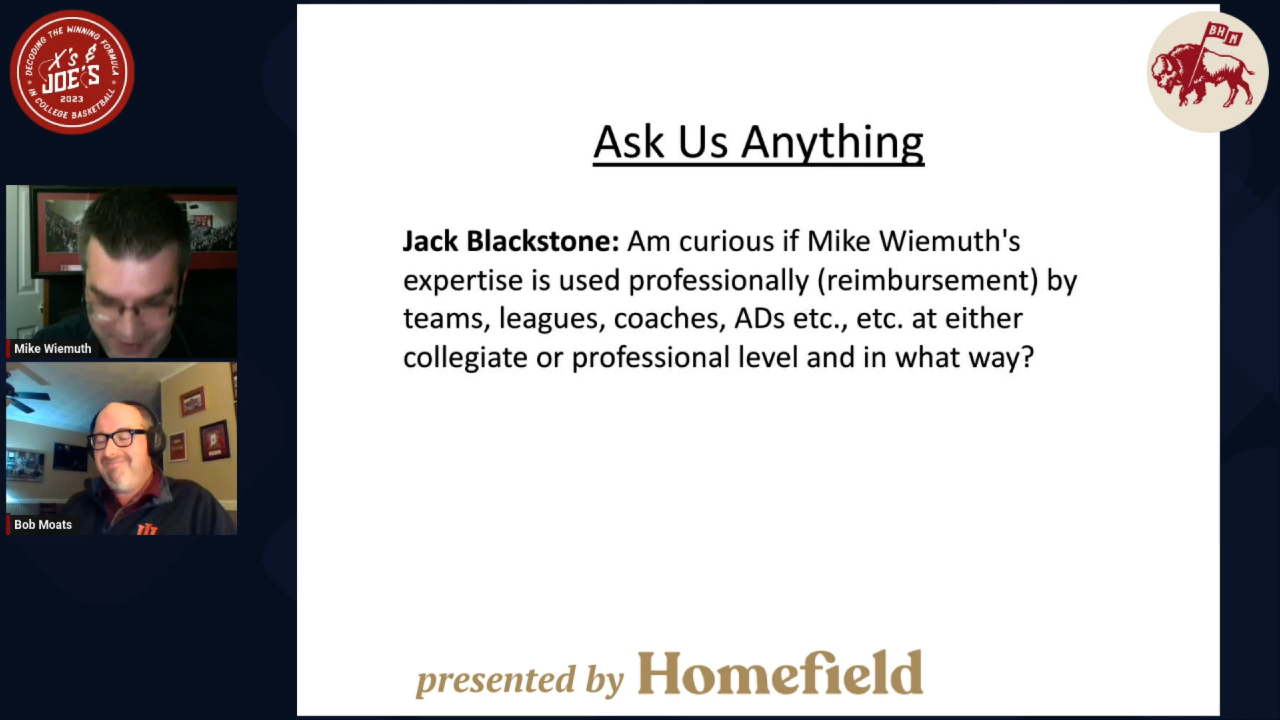 DECODING THE WINNING FORMULA
X's &
JOE'S
2023
IN COLLEGE BASKETBALL
BHM
Ask Us Anything
Jack Blackstone: Am curious if Mike Wiemuth's
expertise is used professionally (reimbursement) by
teams, leagues, coaches, ADs etc., etc. at either
collegiate or professional level and in what way?
Mike Wiemuth
Bob Moats
presented by Homefield